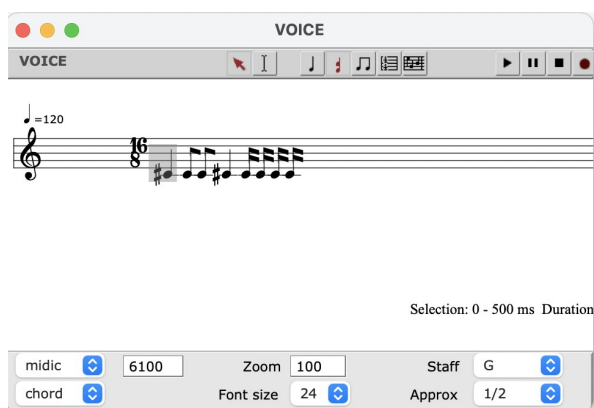 VOICE
VOICE
=120
16
8
Selection: 0 - 500 ms Duration
midic 6100 Zoom 100 Staff G
chord Font size 24 Approx 1/2